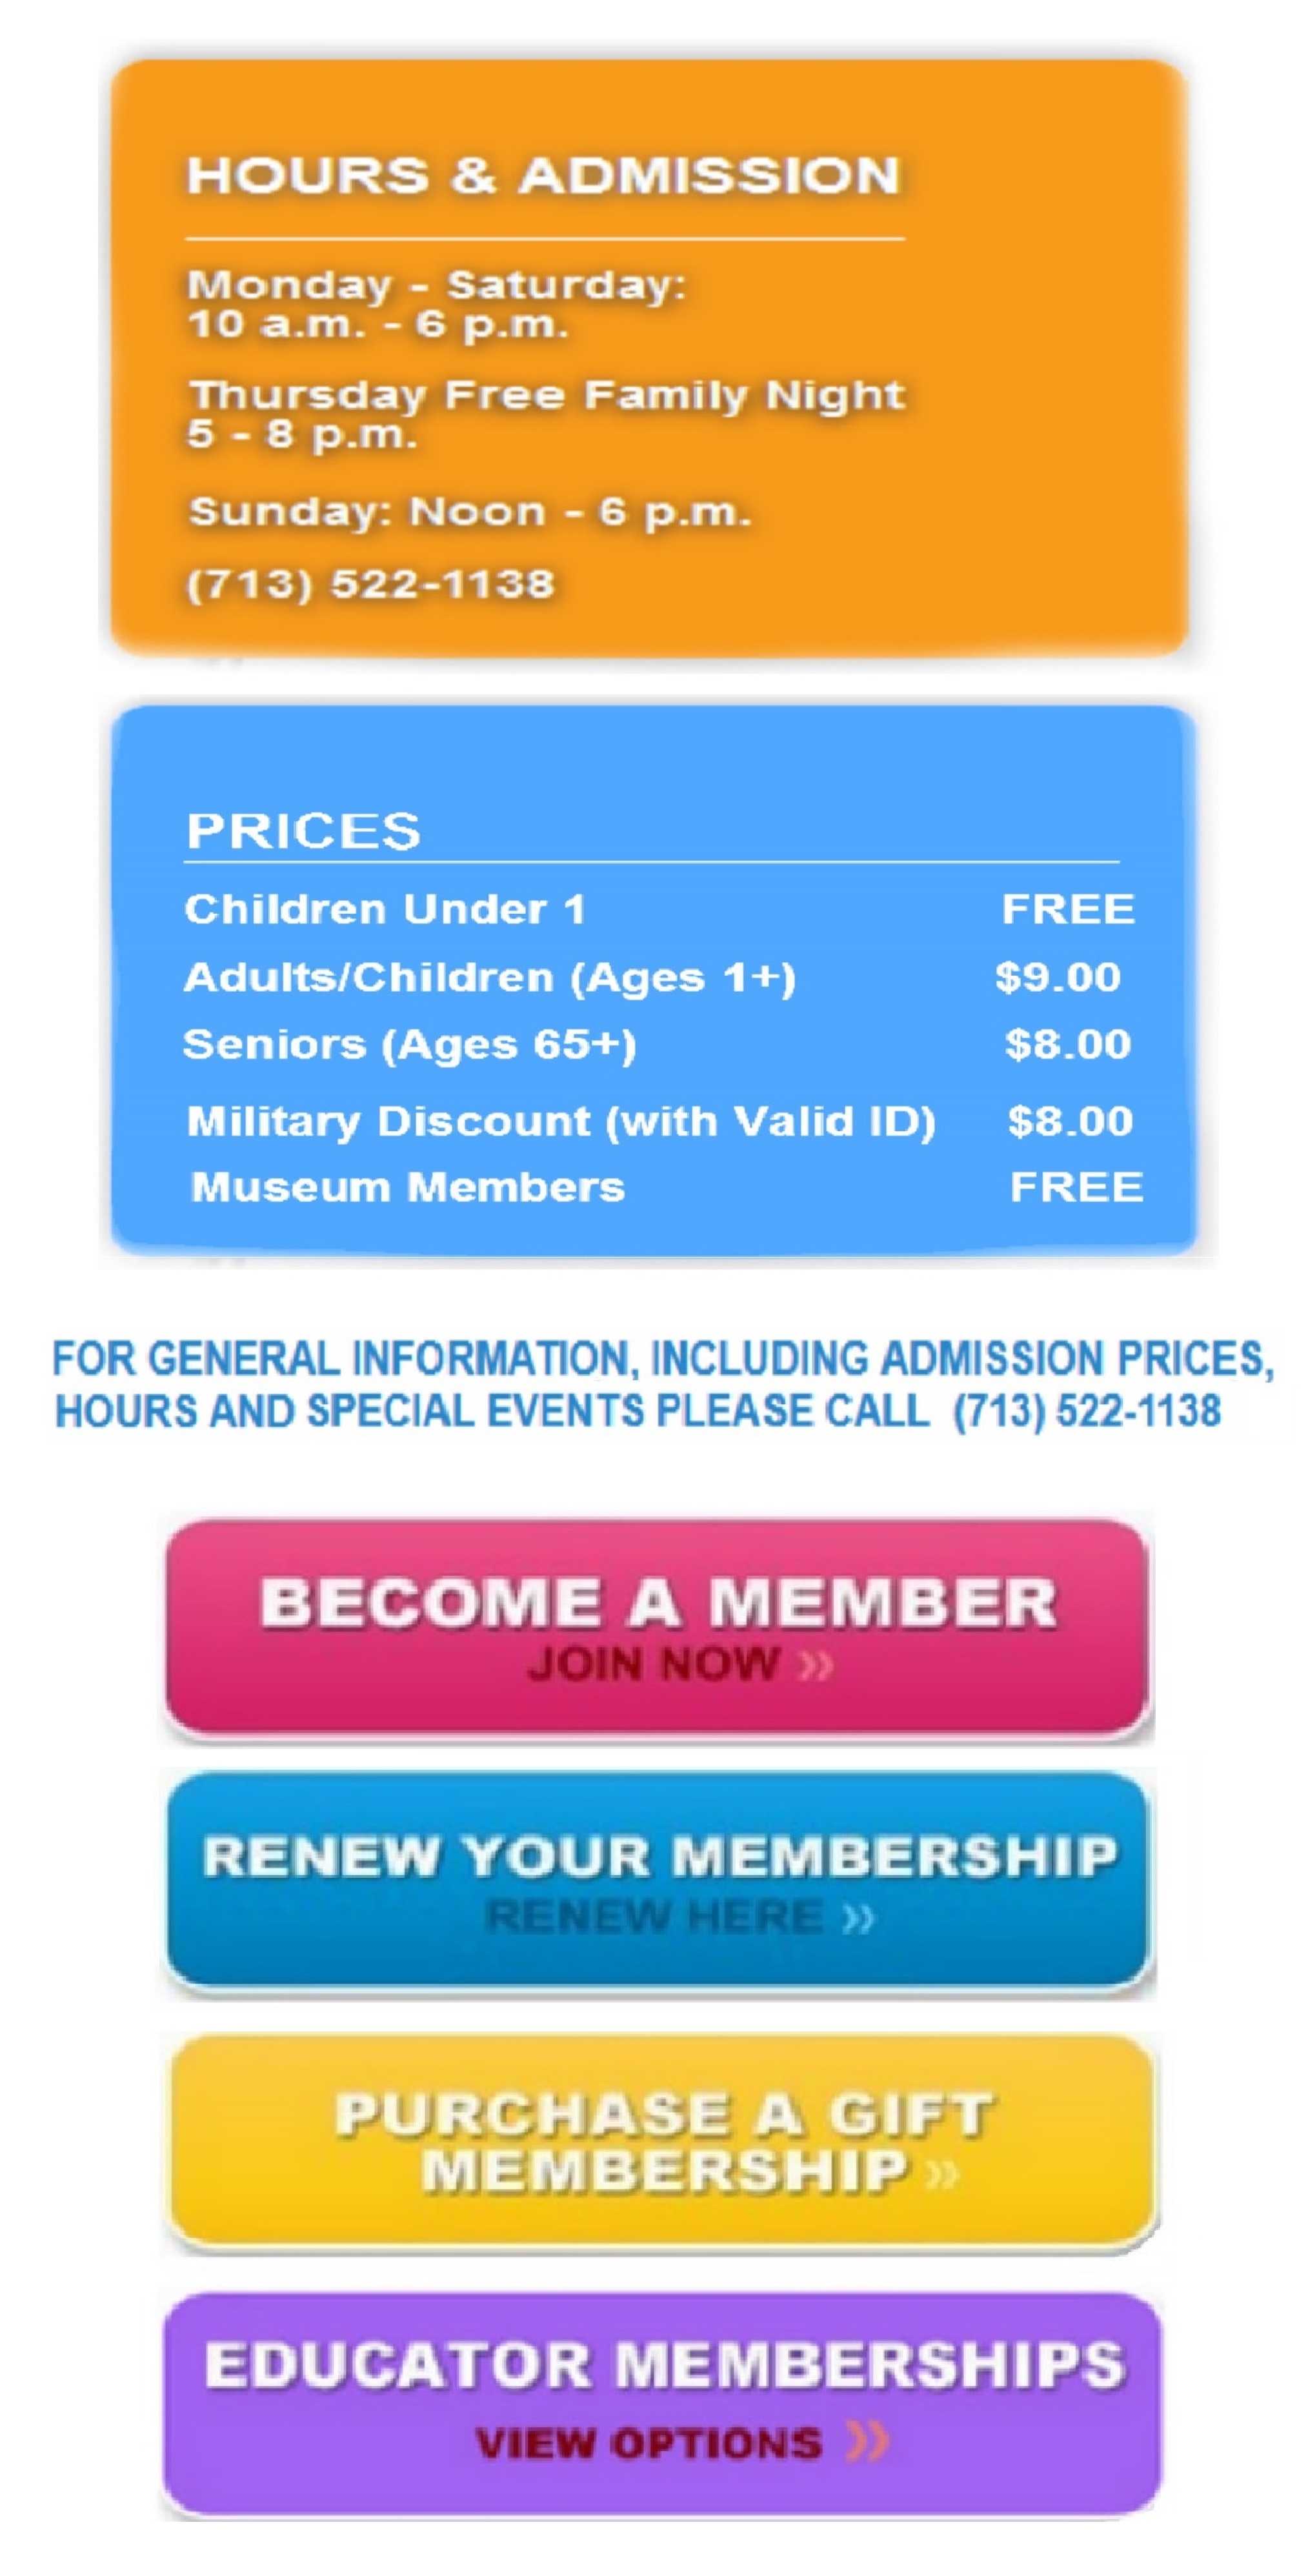 HOURS & ADMISSION
Monday - Saturday:
10 a.m. - 6 p.m.
Thursday Free Family Night
5 - 8 p.m.
Sunday: Noon - 6 p.m.
(713) 522-1138
PRICES
Children Under 1 FREE
Adults/Children (Ages 1+) $9.00
Seniors (Ages 65+) $8.00
Military Discount (with Valid ID) $8.00
Museum Members FREE
FOR GENERAL INFORMATION, INCLUDING ADMISSION PRICES,
HOURS AND SPECIAL EVENTS PLEASE CALL (713) 522-1138
BECOME A MEMBER
JOIN NOW »
RENEW YOUR MEMBERSHIP
RENEW HERE »
PURCHASE A GIFT
MEMBERSHIP »
EDUCATOR MEMBERSHIPS
VIEW OPTIONS »